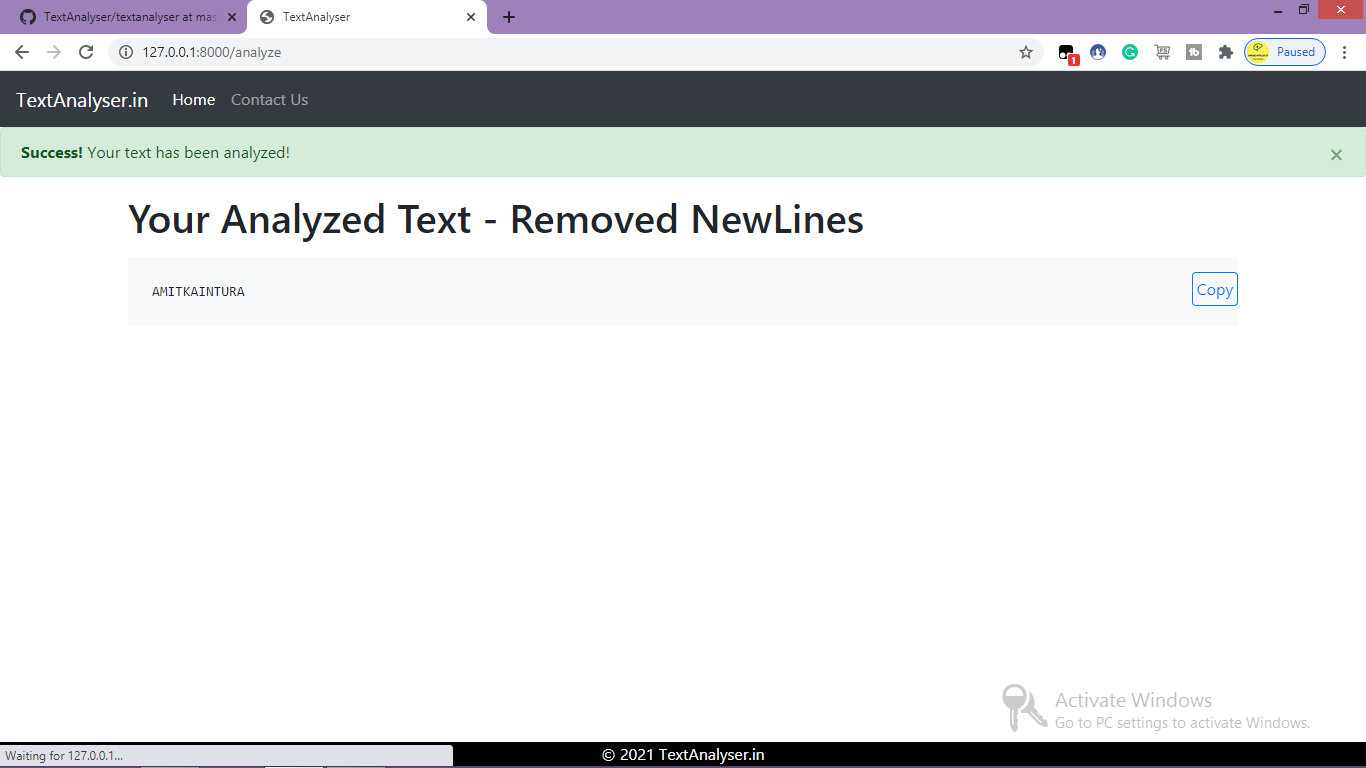 TextAnalyser/textanalyser at mas
TextAnalyser
127.0.0.1:8000/analyze
1
Paused
TextAnalyser.in Home Contact Us
Success! Your text has been analyzed!
×
Your Analyzed Text - Removed NewLines
AMITKAINTURA
Copy
Activate Windows
Go to PC settings to activate Windows.
Waiting for 127.0.0.1...
© 2021 TextAnalyser.in